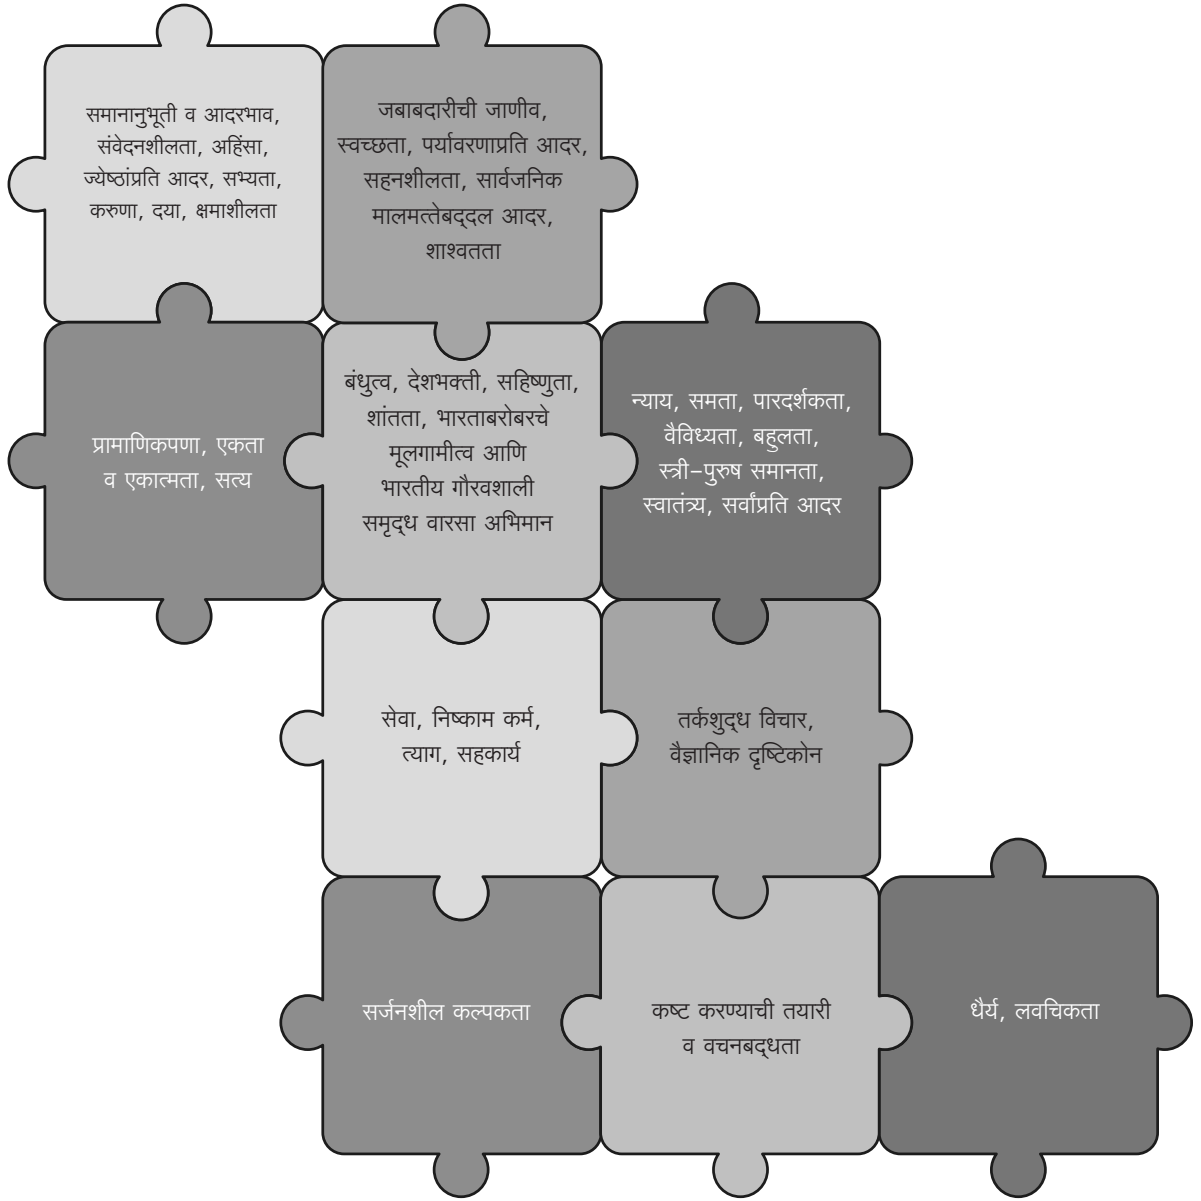 समानानुभूती व आदरभाव,
संवेदनशीलता, अहिंसा,
ज्येष्ठांप्रति आदर, सभ्यता,
करुणा, दया, क्षमाशीलता
जबाबदारीची जाणीव,
स्वच्छता, पर्यावरणाप्रति आदर,
सहनशीलता, सार्वजनिक
मालमत्तेबद्दल आदर,
शाश्वतता
प्रामाणिकपणा, एकता
व एकात्मता, सत्य
बंधुत्व, देशभक्ती, सहिष्णुता,
शांतता, भारताबरोबरचे
मूलगामीत्व आणि
भारतीय गौरवशाली
समृद्ध वारसा अभिमान
न्याय, समता, पारदर्शकता,
वैविध्यता, बहुलता,
स्त्री-पुरुष समानता,
स्वातंत्र्य, सर्वांप्रति आदर
सेवा, निष्काम कर्म,
त्याग, सहकार्य
तर्कशुद्ध विचार,
वैज्ञानिक दृष्टिकोन
सर्जनशील कल्पकता
कष्ट करण्याची तयारी
व वचनबद्धता
धैर्य, लवचिकता